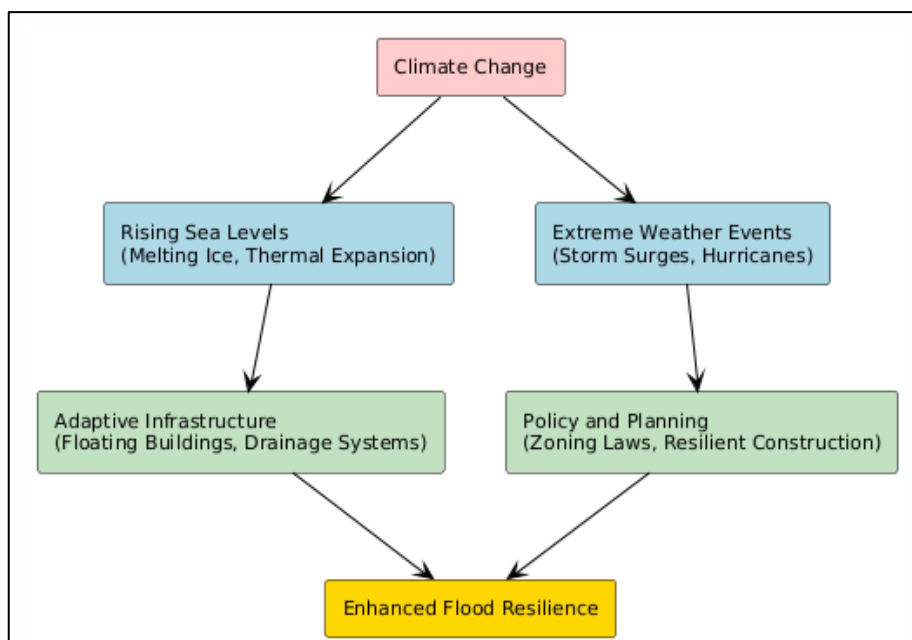 Climate Change
Rising Sea Levels
(Melting Ice, Thermal Expansion)
Extreme Weather Events
(Storm Surges, Hurricanes)
Adaptive Infrastructure
(Floating Buildings, Drainage Systems)
Policy and Planning
(Zoning Laws, Resilient Construction)
Enhanced Flood Resilience